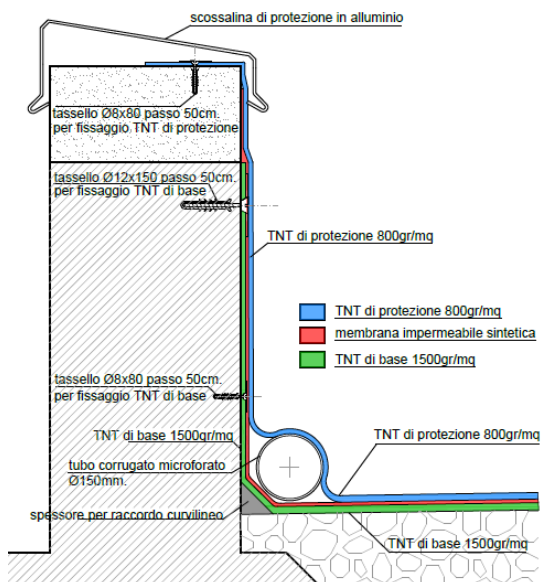 scossalina di protezione in alluminio
tassello Ø8x80 passo 50cm.
per fissaggio TNT di protezione
tassello Ø12x150 passo 50cm.
per fissaggio TNT di base
TNT di protezione 800gr/mq
TNT di protezione 800gr/mq
membrana impermeabile sintetica
TNT di base 1500gr/mq
tassello Ø8x80 passo 50cm.
per fissaggio TNT di base
TNT di base 1500gr/mq
TNT di protezione 800gr/mq
tubo corrugato microforato
Ø150mm.
spessore per raccordo curvilineo
TNT di base 1500gr/mq